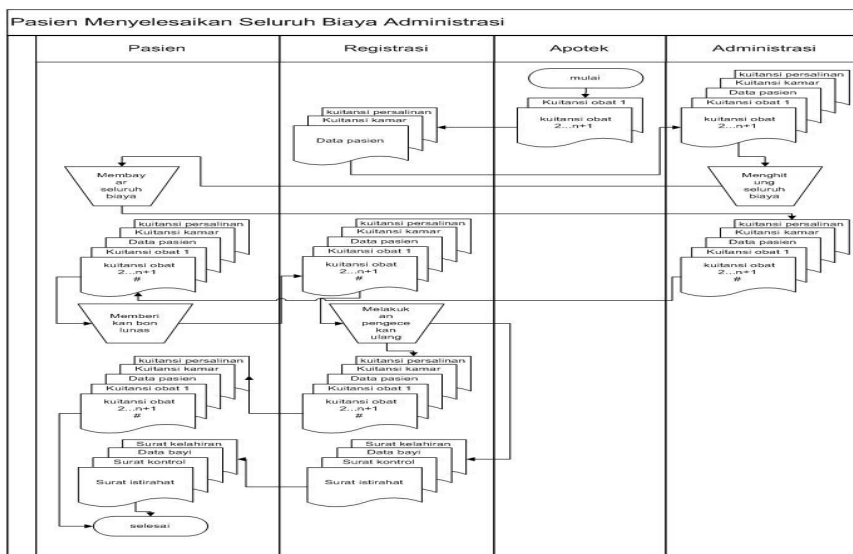 Pasien Menyelesaikan Seluruh Biaya Administrasi
Pasien
Registrasi
Apotek
Administrasi
mulai
Kuitansi obat 1
kuitansi obat
2...n+1
kuitansi persalinan
Kuitansi kamar
Data pasien
kuitansi persalinan
Kuitansi kamar
Data pasien
Kuitansi obat 1
kuitansi obat
2...n+1
Membay
ar
seluruh
biaya
Menghit
ung
seluruh
biaya
kuitansi persalinan
Kuitansi kamar
Data pasien
Kuitansi obat 1
kuitansi obat
2...n+1
#
kuitansi persalinan
Kuitansi kamar
Data pasien
Kuitansi obat 1
kuitansi obat
2...n+1
#
kuitansi persalinan
Kuitansi kamar
Data pasien
Kuitansi obat 1
kuitansi obat
2...n+1
#
Memberi
kan bon
lunas
Melakuk
an
pengece
kan
ulang
kuitansi persalinan
Kuitansi kamar
Data pasien
Kuitansi obat 1
kuitansi obat
2...n+1
#
kuitansi persalinan
Kuitansi kamar
Data pasien
Kuitansi obat 1
kuitansi obat
2...n+1
#
Surat kelahiran
Data bayi
Surat kontrol
Surat istirahat
Surat kelahiran
Data bayi
Surat kontrol
Surat istirahat
selesai